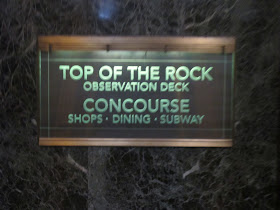 TOP OF THE ROCK
OBSERVATION DECK
CONCOURSE
SHOPS · DINING · SUBWAY